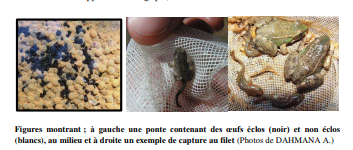 Figures montrant ; à gauche une ponte contenant des œufs éclos (noir) et non éclos
(blancs), au milieu et à droite un exemple de capture au filet (Photos de DAHMANA A.)